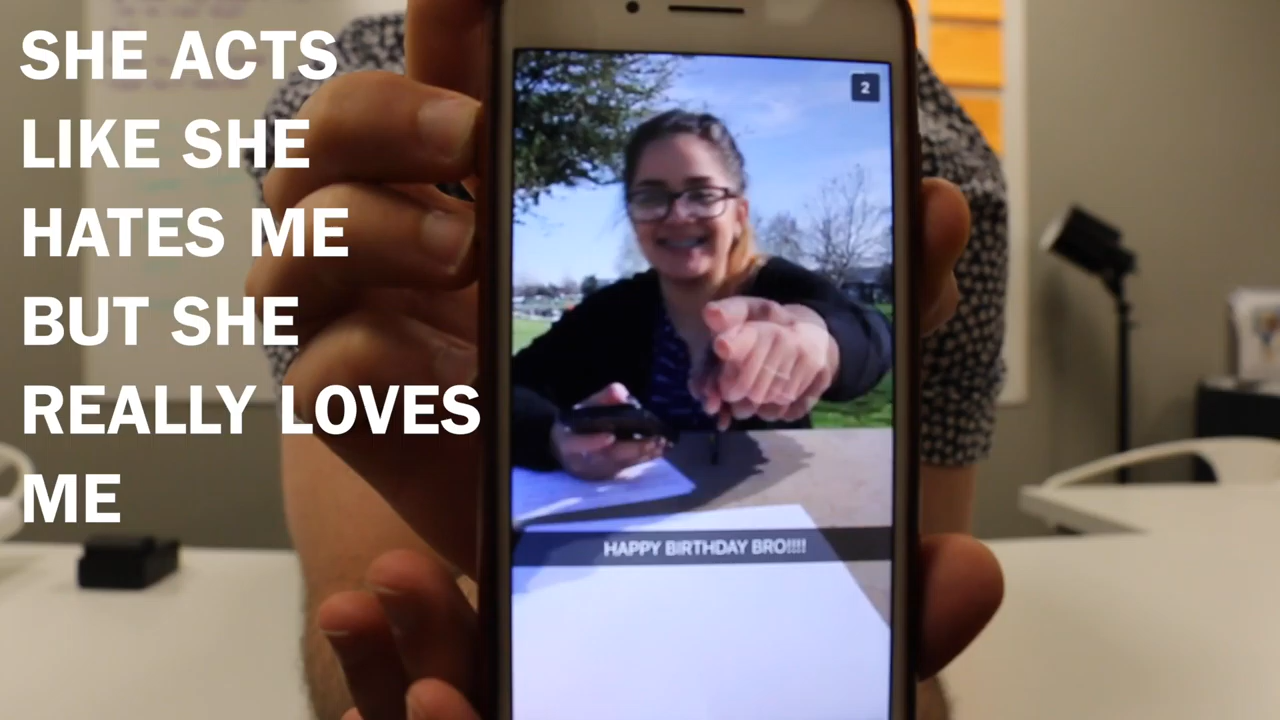 SHE ACTS
LIKE SHE
HATES ME
BUT SHE
REALLY LOVES
ME
2
HAPPY BIRTHDAY BRO!!!!